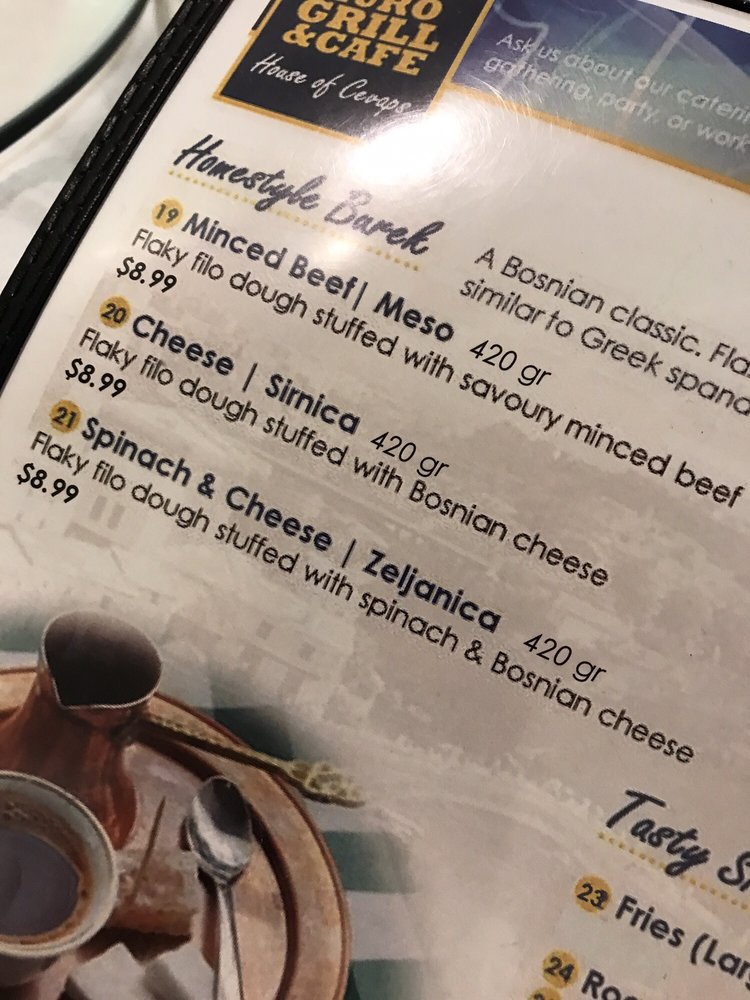 GRILL
&CAFE
House of Cevaps
Ask us about our
gathering, party, or work
Homestyle Burek
A Bosnian classic.
similar to Greek
19 Minced Beef| Meso 420 gr
Flaky filo dough stuffed with savoury minced beef
$8.99
20 Cheese | Sirnica 420 gr
Flaky filo dough stuffed with Bosnian cheese
$8.99
21 Spinach & Cheese | Zeljanica 420 gr
Flaky filo dough stuffed with spinach & Bosnian cheese
$8.99
Tasty
23 Fries
24